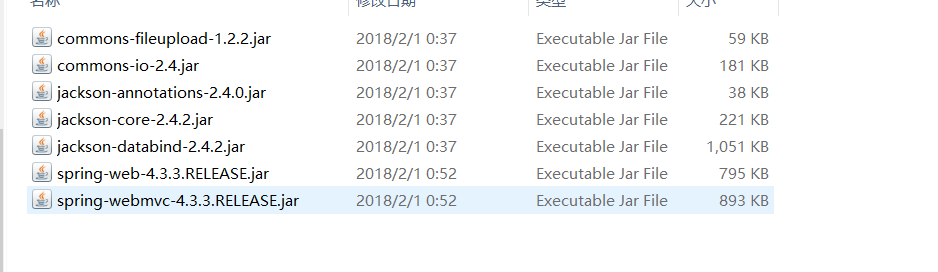 名称 修改日期 类型 大小
commons-fileupload-1.2.2.jar 2018/2/1 0:37 Executable Jar File 59 KB
commons-io-2.4.jar 2018/2/1 0:37 Executable Jar File 181 KB
jackson-annotations-2.4.0.jar 2018/2/1 0:37 Executable Jar File 38 KB
jackson-core-2.4.2.jar 2018/2/1 0:37 Executable Jar File 221 KB
jackson-databind-2.4.2.jar 2018/2/1 0:37 Executable Jar File 1,051 KB
spring-web-4.3.3.RELEASE.jar 2018/2/1 0:52 Executable Jar File 795 KB
spring-webmvc-4.3.3.RELEASE.jar 2018/2/1 0:52 Executable Jar File 893 KB